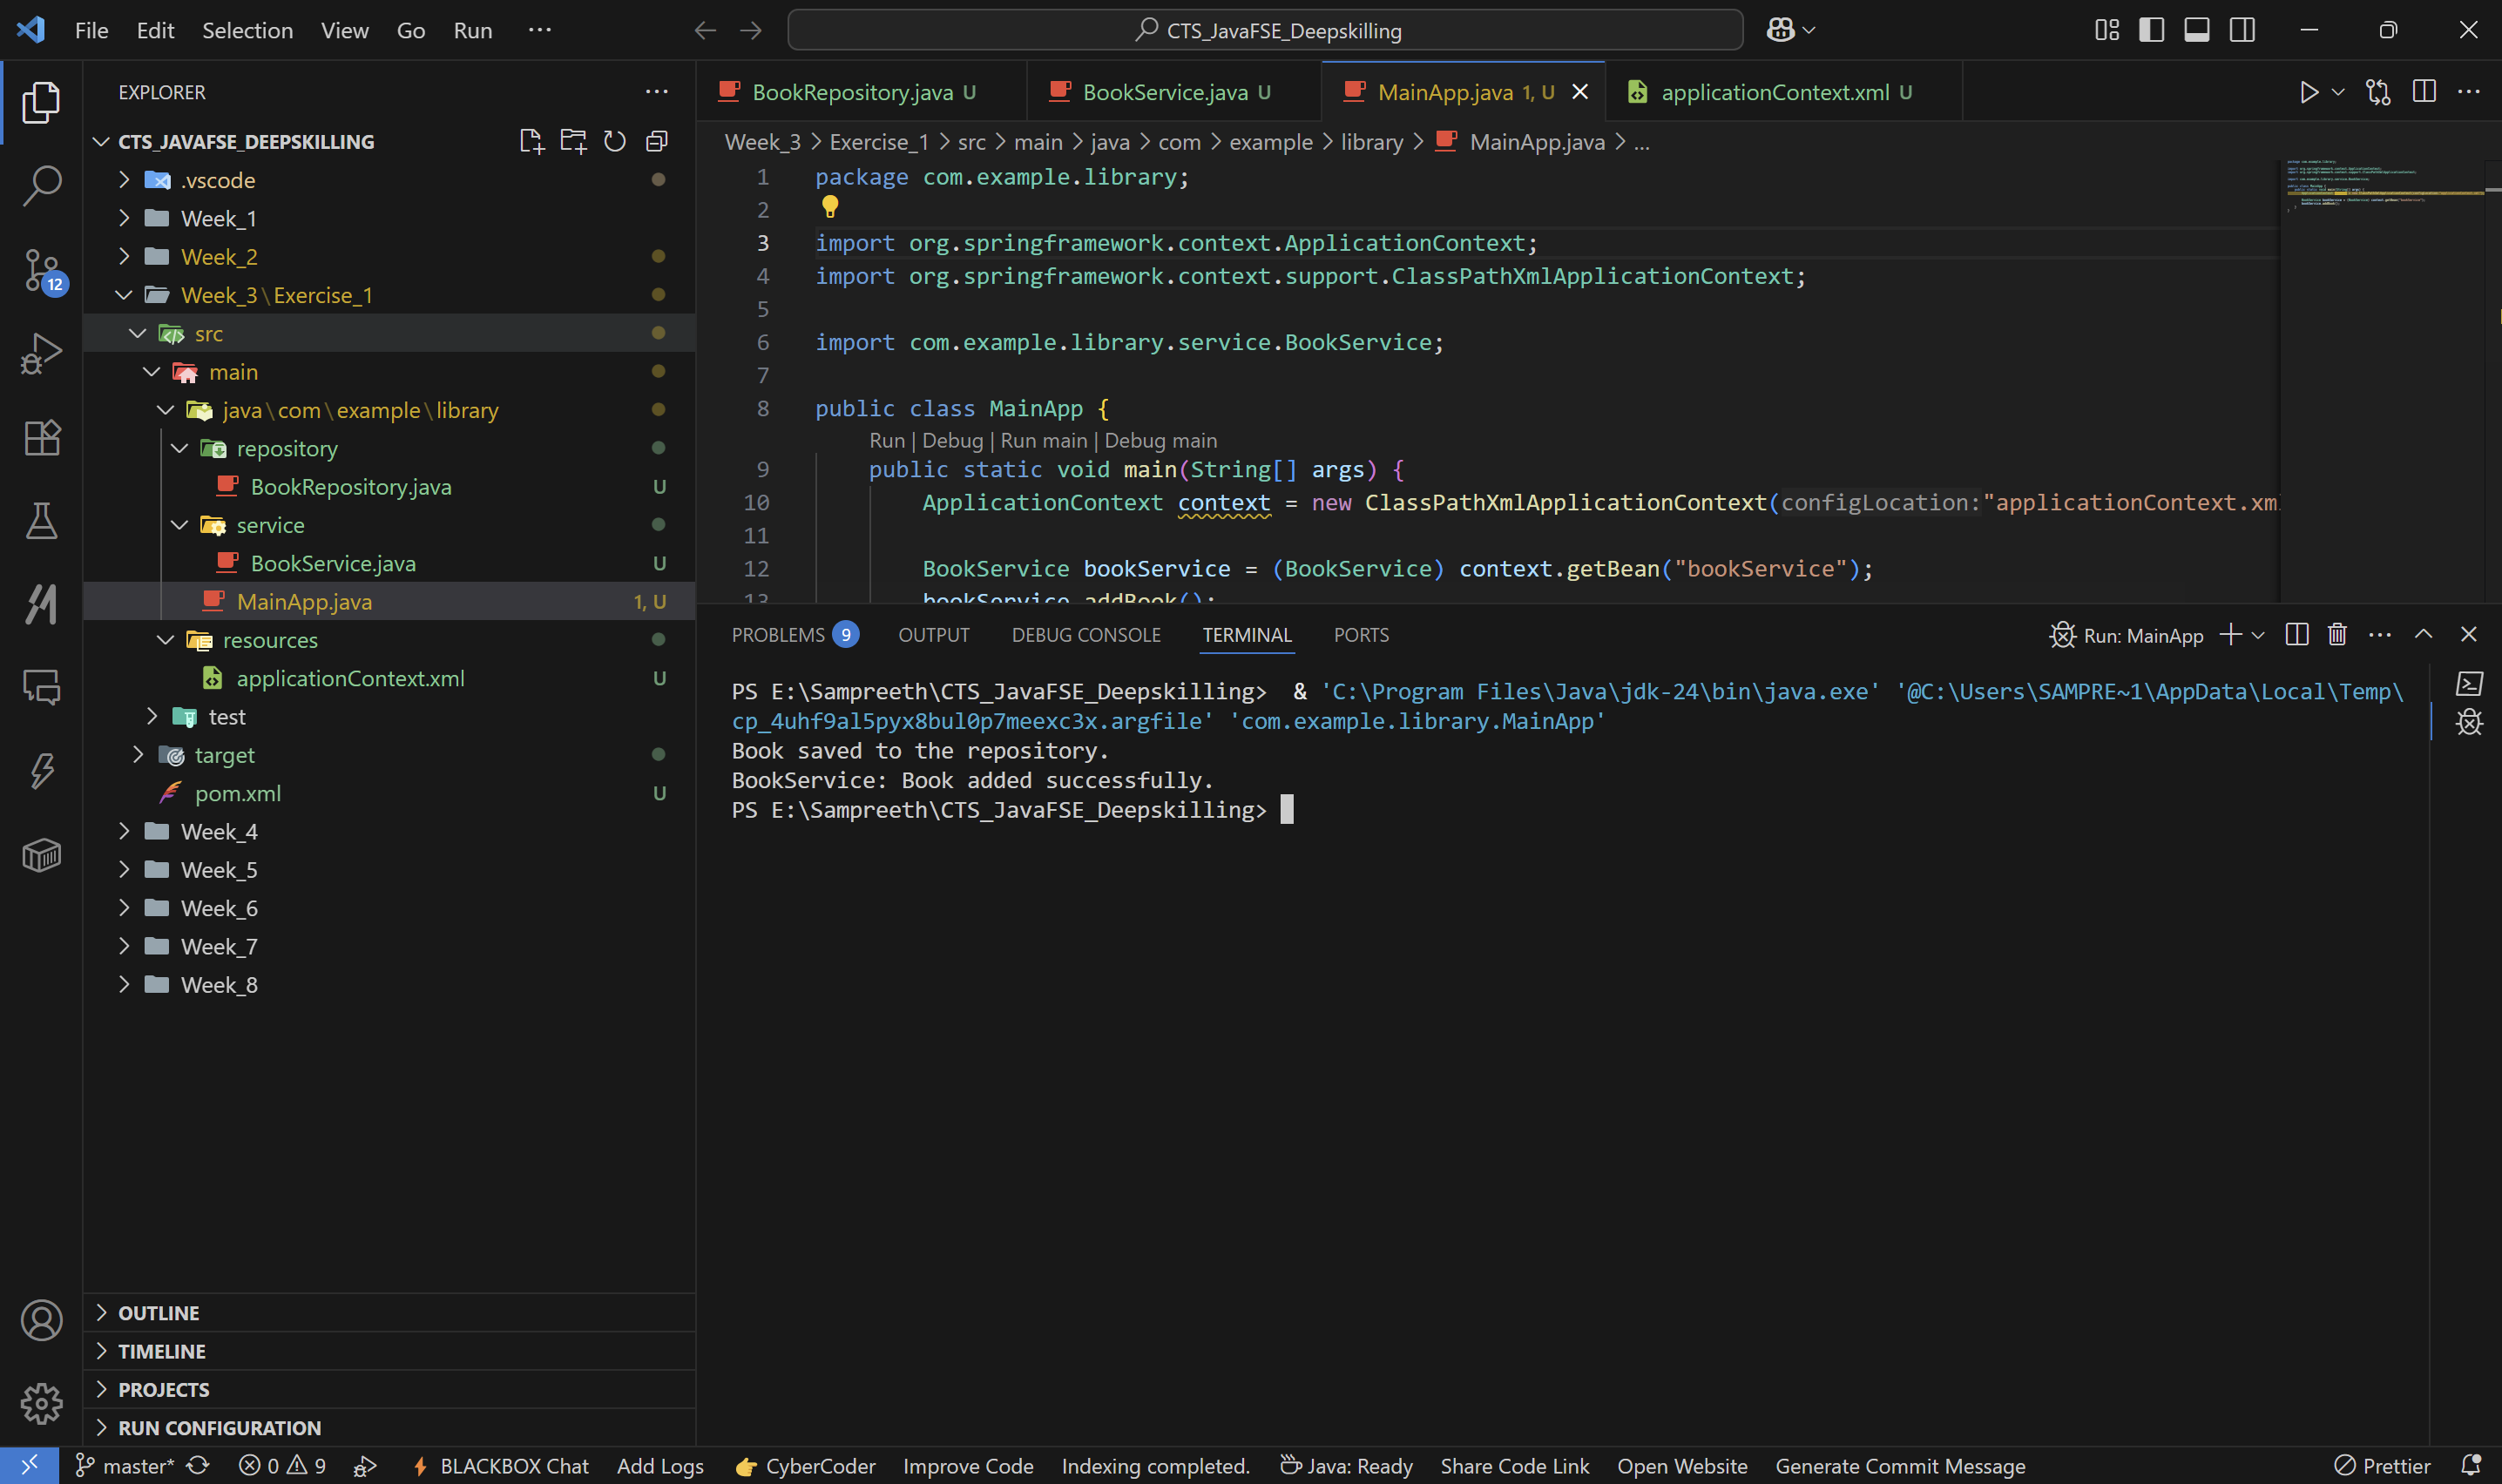 File Edit Selection View Go Run ···
CTS_JavaFSE_Deepskilling
EXPLORER
CTS_JAVAFSE_DEEPSKILLING
.vscode
Week_1
Week_2
Week_3\Exercise_1
src
main
java\com\example\library
repository
BookRepository.java U
service
BookService.java U
MainApp.java 1, U
resources
applicationContext.xml U
test
target
pom.xml U
Week_4
Week_5
Week_6
Week_7
Week_8
OUTLINE
TIMELINE
PROJECTS
RUN CONFIGURATION
12
BookRepository.java U BookService.java U MainApp.java 1, U applicationContext.xml U
Week_3 > Exercise_1 > src > main > java > com > example > library > MainApp.java > ...
1 package com.example.library;
2
3 import org.springframework.context.ApplicationContext;
4 import org.springframework.context.support.ClassPathXmlApplicationContext;
5
6 import com.example.library.service.BookService;
7
8 public class MainApp {
Run | Debug | Run main | Debug main
9 public static void main(String[] args) {
10 ApplicationContext context = new ClassPathXmlApplicationContext(configLocation:"applicationContext.xm
11
12 BookService bookService = (BookService) context.getBean("bookService");
13 bookService.addBook();
PROBLEMS 9 OUTPUT DEBUG CONSOLE TERMINAL PORTS
Run: MainApp
PS E:\Sampreeth\CTS_JavaFSE_Deepskilling> & 'C:\Program Files\Java\jdk-24\bin\java.exe' '@C:\Users\SAMPRE~1\AppData\Local\Temp\
cp_4uhf9al5pyx8bul0p7meexc3x.argfile' 'com.example.library.MainApp'
Book saved to the repository.
BookService: Book added successfully.
PS E:\Sampreeth\CTS_JavaFSE_Deepskilling>
master* 0 9 BLACKBOX Chat Add Logs CyberCoder Improve Code Indexing completed. Java: Ready Share Code Link Open Website Generate Commit Message Prettier